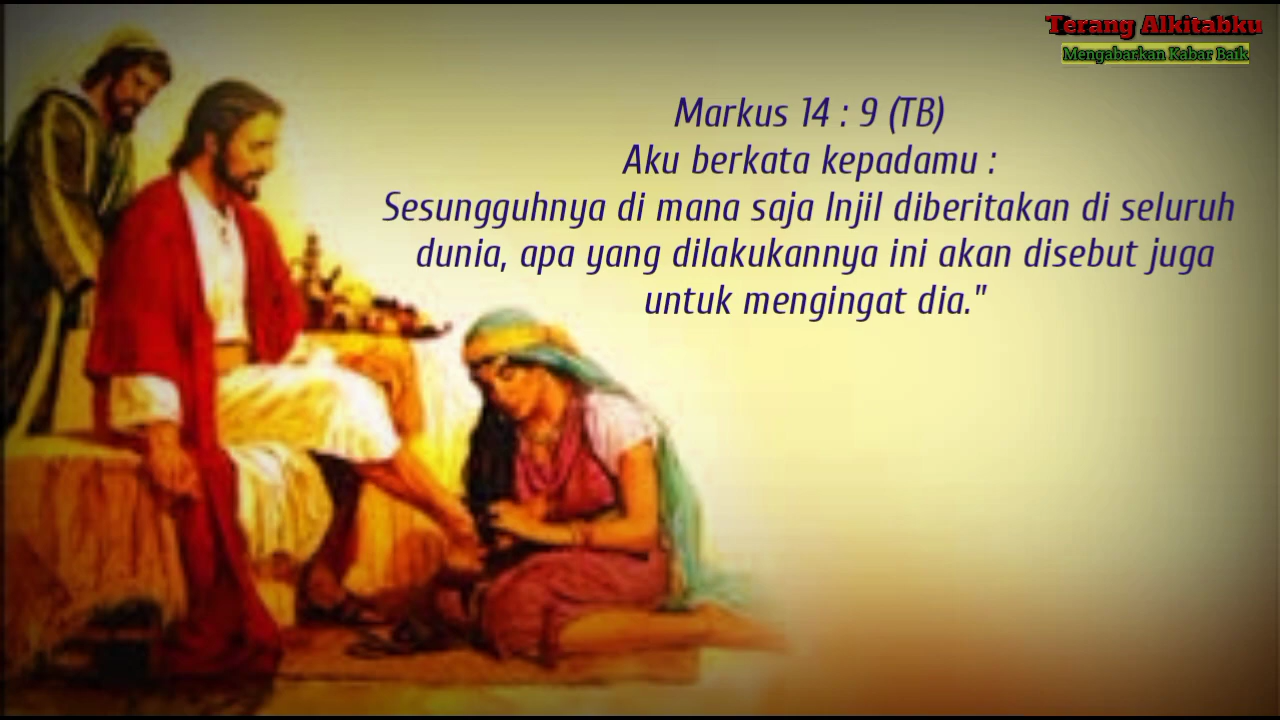 Terang Alkitabku
Mengabarkan Kabar Baik
Markus 14 : 9 (TB)
Aku berkata kepadamu :
Sesungguhnya di mana saja Injil diberitakan di seluruh
dunia, apa yang dilakukannya ini akan disebut juga
untuk mengingat dia."